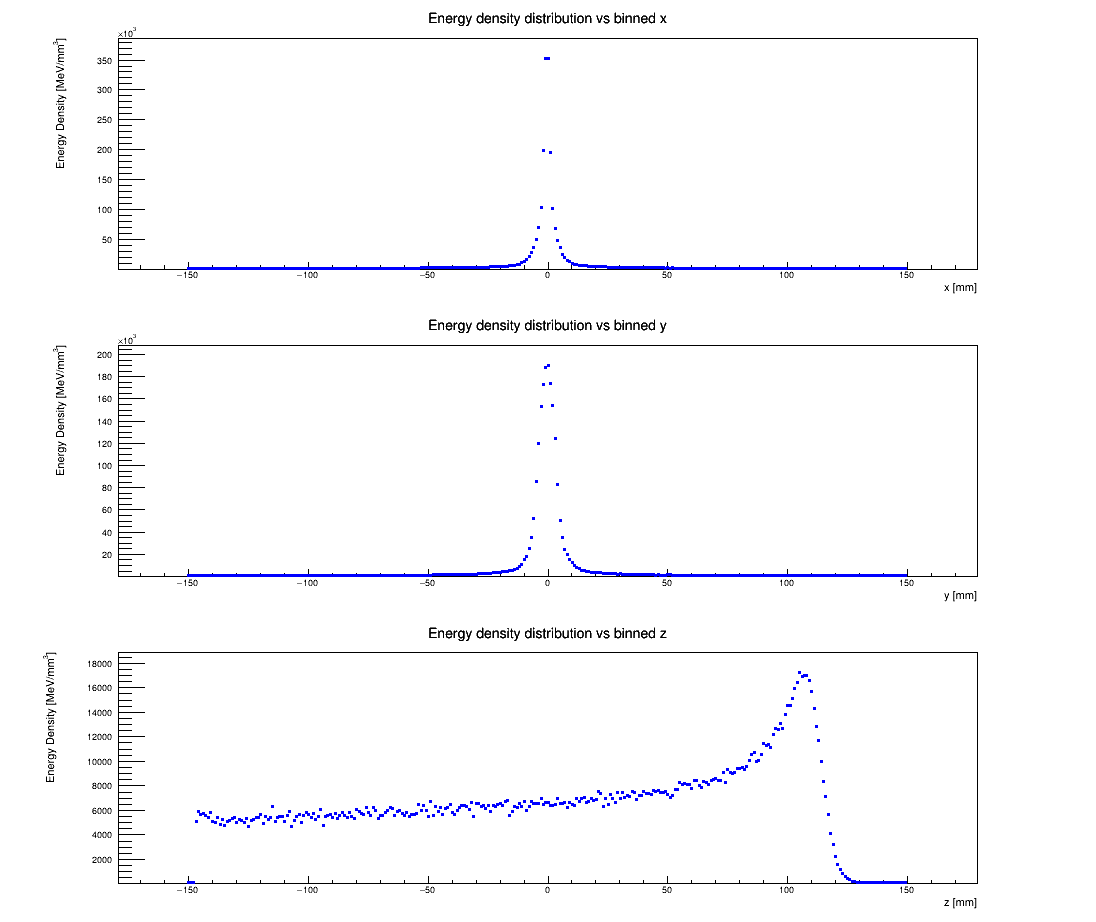 Energy density distribution vs binned x
×10³
Energy Density [MeV/mm³]
350
300
250
200
150
100
50
−150 −100 −50 0 50 100 150
x [mm]
Energy density distribution vs binned y
×10³
Energy Density [MeV/mm³]
200
180
160
140
120
100
80
60
40
20
−150 −100 −50 0 50 100 150
y [mm]
Energy density distribution vs binned z
Energy Density [MeV/mm³]
18000
16000
14000
12000
10000
8000
6000
4000
2000
−150 −100 −50 0 50 100 150
z [mm]